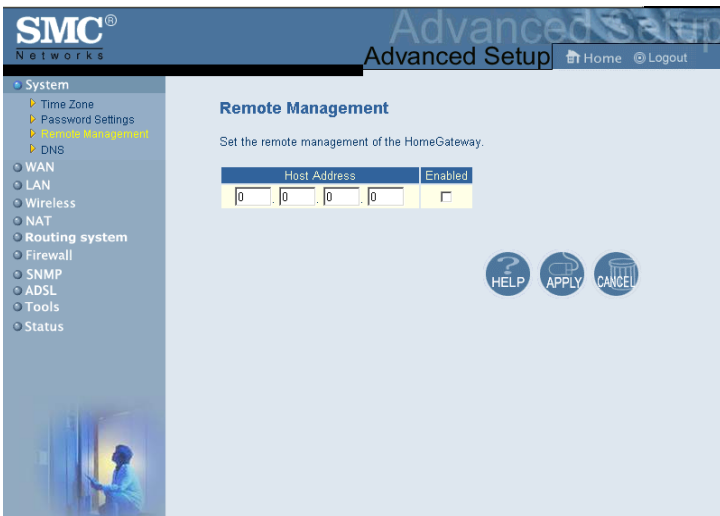 SMC®
Networks
Advanced Setup
Advanced Setup
Home
Logout
System
Time Zone
Password Settings
Remote Management
DNS
WAN
LAN
Wireless
NAT
Routing system
Firewall
SNMP
ADSL
Tools
Status
Remote Management
Set the remote management of the HomeGateway.
Host Address Enabled
0 . 0 . 0 . 0
HELP APPLY CANCEL